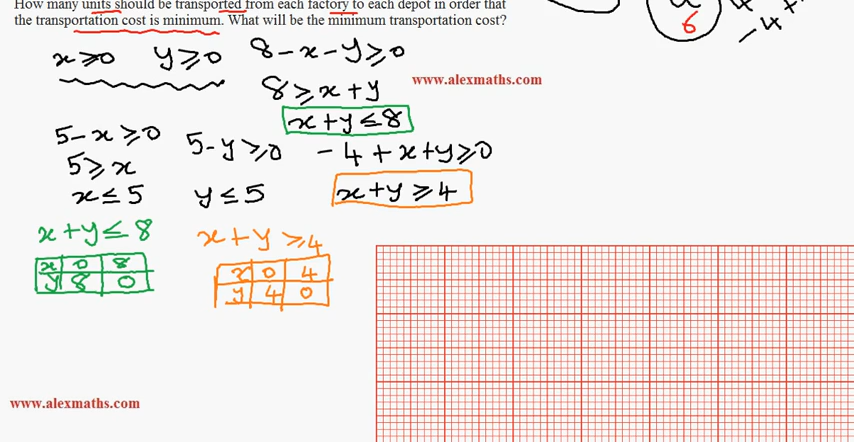 How many units should be transported from each factory to each depot in order that
the transportation cost is minimum. What will be the minimum transportation cost?
x ≥ 0 y ≥ 0 8 - x - y ≥ 0
www.alexmaths.com
8 ≥ x + y
x + y ≤ 8
5 - x ≥ 0 5 - y ≥ 0 - 4 + x + y ≥ 0
5 ≥ x
x ≤ 5 y ≤ 5 x + y ≥ 4
x + y ≤ 8 x + y ≥ 4
x 0 8 x 0 4
y 8 0 y 4 0
www.alexmaths.com
6